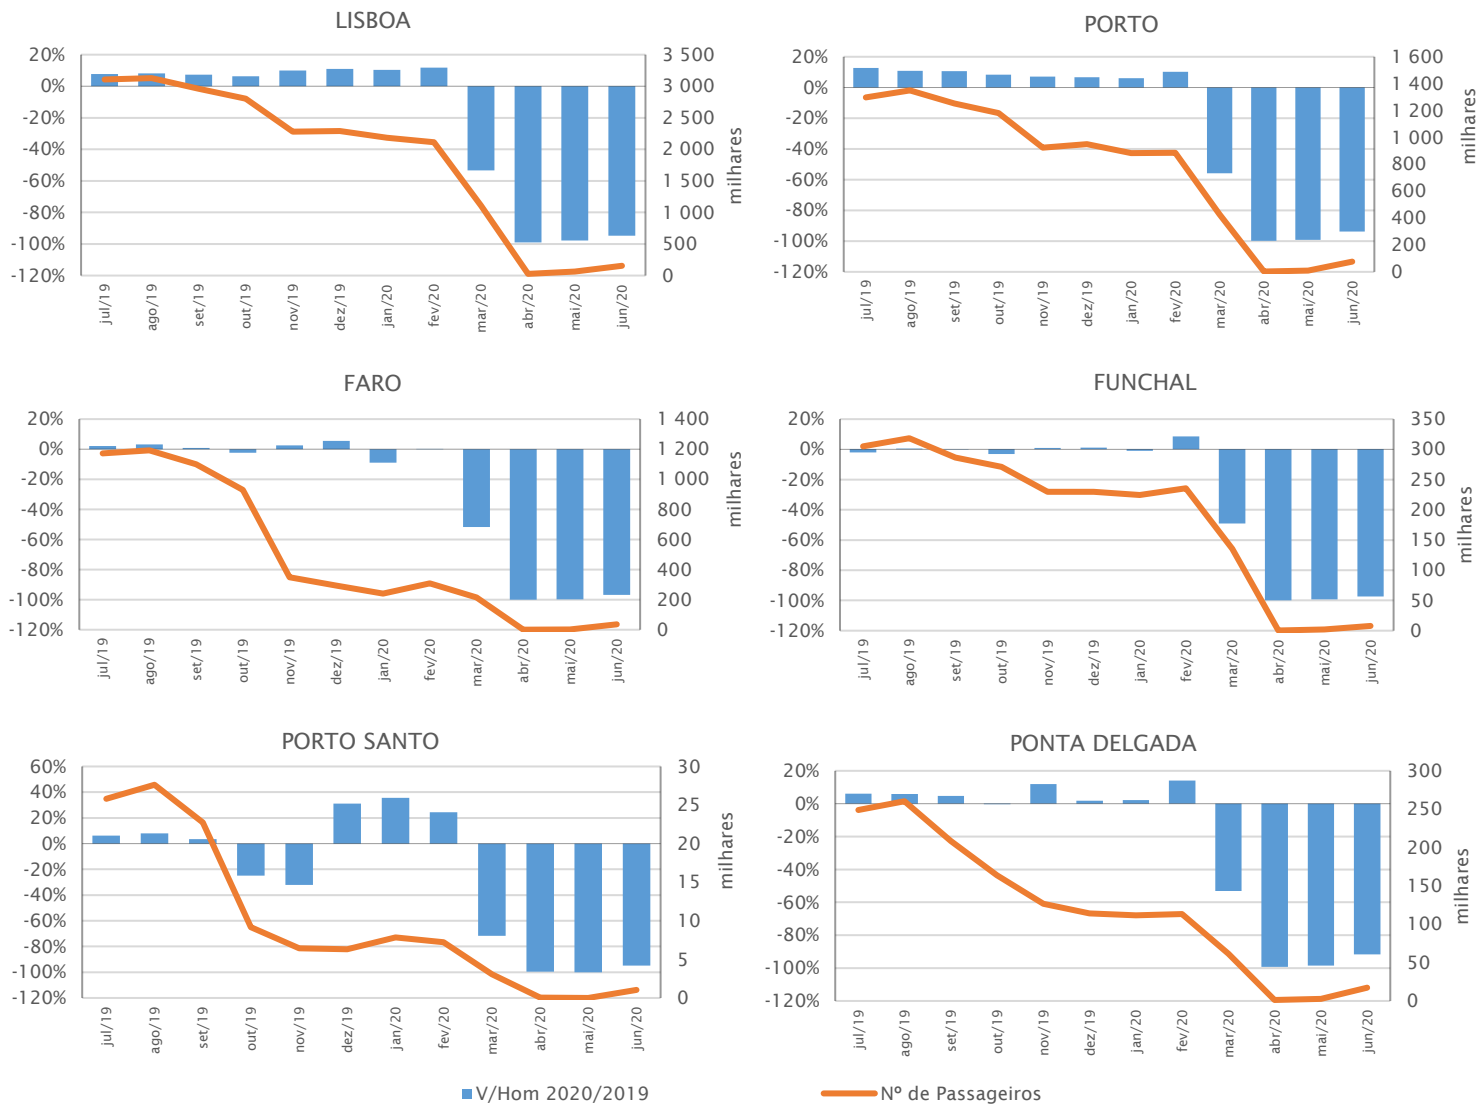 LISBOA
20%
0%
-20%
-40%
-60%
-80%
-100%
-120%
3 500
3 000
2 500
2 000
1 500
1 000
500
0
milhares
jul/19
ago/19
set/19
out/19
nov/19
dez/19
jan/20
fev/20
mar/20
abr/20
mai/20
jun/20
PORTO
20%
0%
-20%
-40%
-60%
-80%
-100%
-120%
1 600
1 400
1 200
1 000
800
600
400
200
0
milhares
jul/19
ago/19
set/19
out/19
nov/19
dez/19
jan/20
fev/20
mar/20
abr/20
mai/20
jun/20
FARO
20%
0%
-20%
-40%
-60%
-80%
-100%
-120%
1 400
1 200
1 000
800
600
400
200
0
milhares
jul/19
ago/19
set/19
out/19
nov/19
dez/19
jan/20
fev/20
mar/20
abr/20
mai/20
jun/20
FUNCHAL
20%
0%
-20%
-40%
-60%
-80%
-100%
-120%
350
300
250
200
150
100
50
0
milhares
jul/19
ago/19
set/19
out/19
nov/19
dez/19
jan/20
fev/20
mar/20
abr/20
mai/20
jun/20
PORTO SANTO
60%
40%
20%
0%
-20%
-40%
-60%
-80%
-100%
-120%
30
25
20
15
10
5
0
milhares
jul/19
ago/19
set/19
out/19
nov/19
dez/19
jan/20
fev/20
mar/20
abr/20
mai/20
jun/20
PONTA DELGADA
20%
0%
-20%
-40%
-60%
-80%
-100%
-120%
300
250
200
150
100
50
0
milhares
jul/19
ago/19
set/19
out/19
nov/19
dez/19
jan/20
fev/20
mar/20
abr/20
mai/20
jun/20
V/Hom 2020/2019
Nº de Passageiros